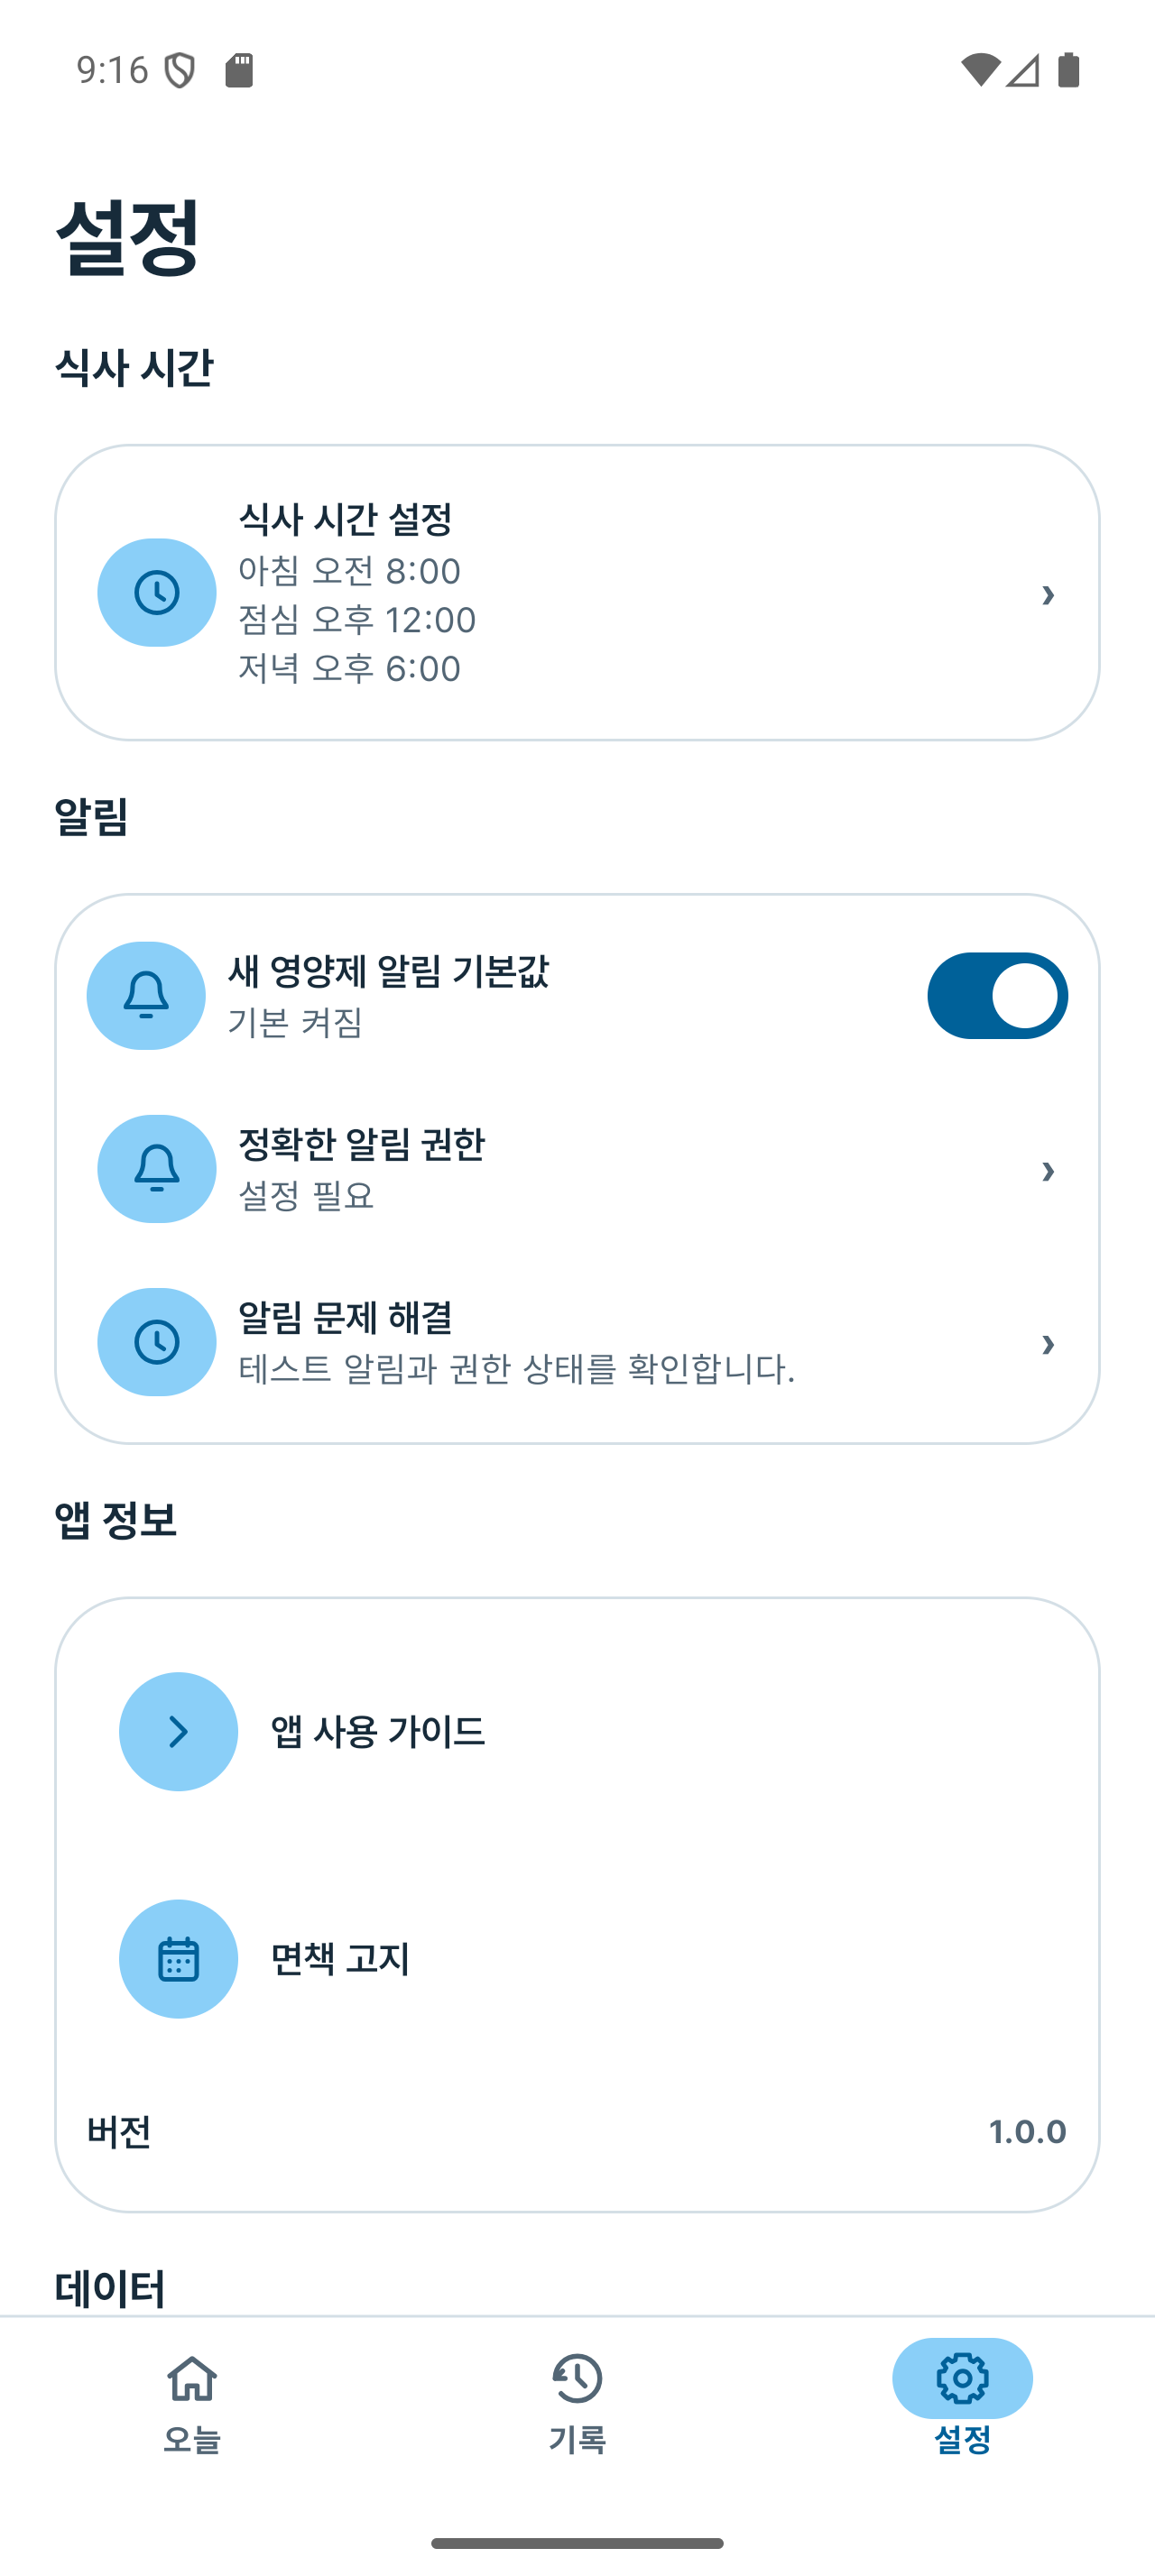 9:16
설정
식사 시간
식사 시간 설정
아침 오전 8:00
점심 오후 12:00
저녁 오후 6:00
알림
새 영양제 알림 기본값
기본 켜짐
정확한 알림 권한
설정 필요
알림 문제 해결
테스트 알림과 권한 상태를 확인합니다.
앱 정보
앱 사용 가이드
면책 고지
버전 1.0.0
데이터
오늘 기록 설정